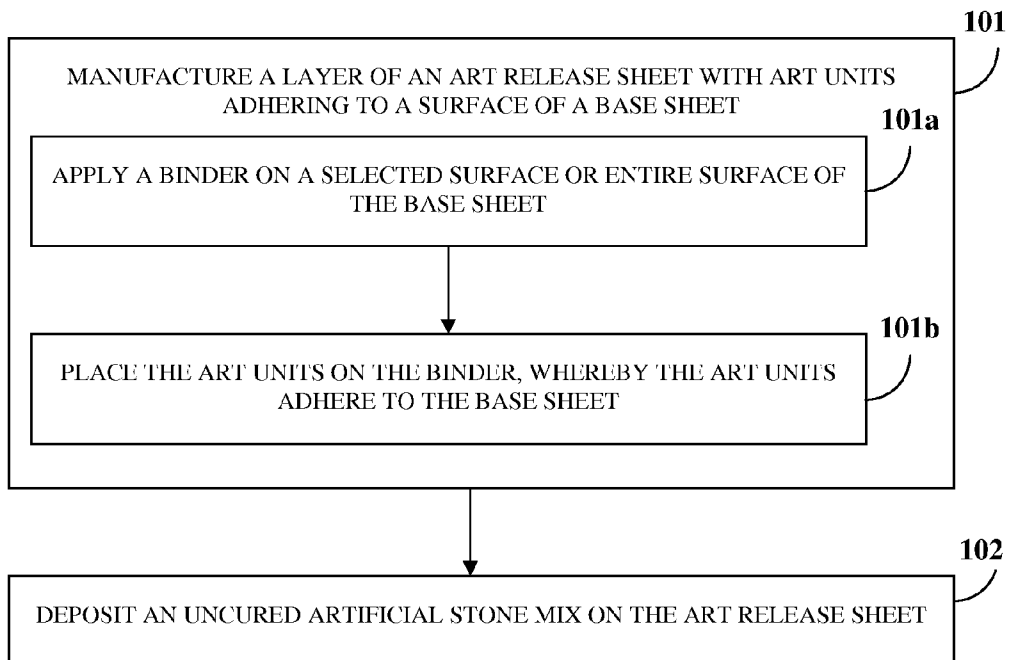 101
MANUFACTURE A LAYER OF AN ART RELEASE SHEET WITH ART UNITS
ADHERING TO A SURFACE OF A BASE SHEET
101a
APPLY A BINDER ON A SELECTED SURFACE OR ENTIRE SURFACE OF
THE BASE SHEET
101b
PLACE THE ART UNITS ON THE BINDER, WHEREBY THE ART UNITS
ADHERE TO THE BASE SHEET
102
DEPOSIT AN UNCURED ARTIFICIAL STONE MIX ON THE ART RELEASE SHEET